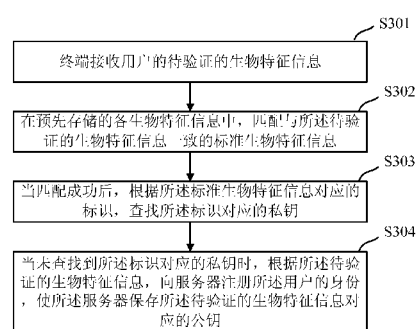 S301
终端接收用户的待验证的生物特征信息
S302
在预先存储的各生物特征信息中，匹配与所述待
验证的生物特征信息一致的标准生物特征信息
S303
当匹配成功后，根据所述标准生物特征信息对应的
标识，查找所述标识对应的私钥
S304
当未查找到所述标识对应的私钥时，根据所述待验
证的生物特征信息，向服务器注册所述用户的身份
，使所述服务器保存所述待验证的生物特征信息对
应的公钥